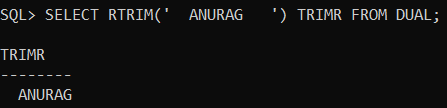 SQL> SELECT RTRIM('  ANURAG   ') TRIMR FROM DUAL;
TRIMR
--------
  ANURAG